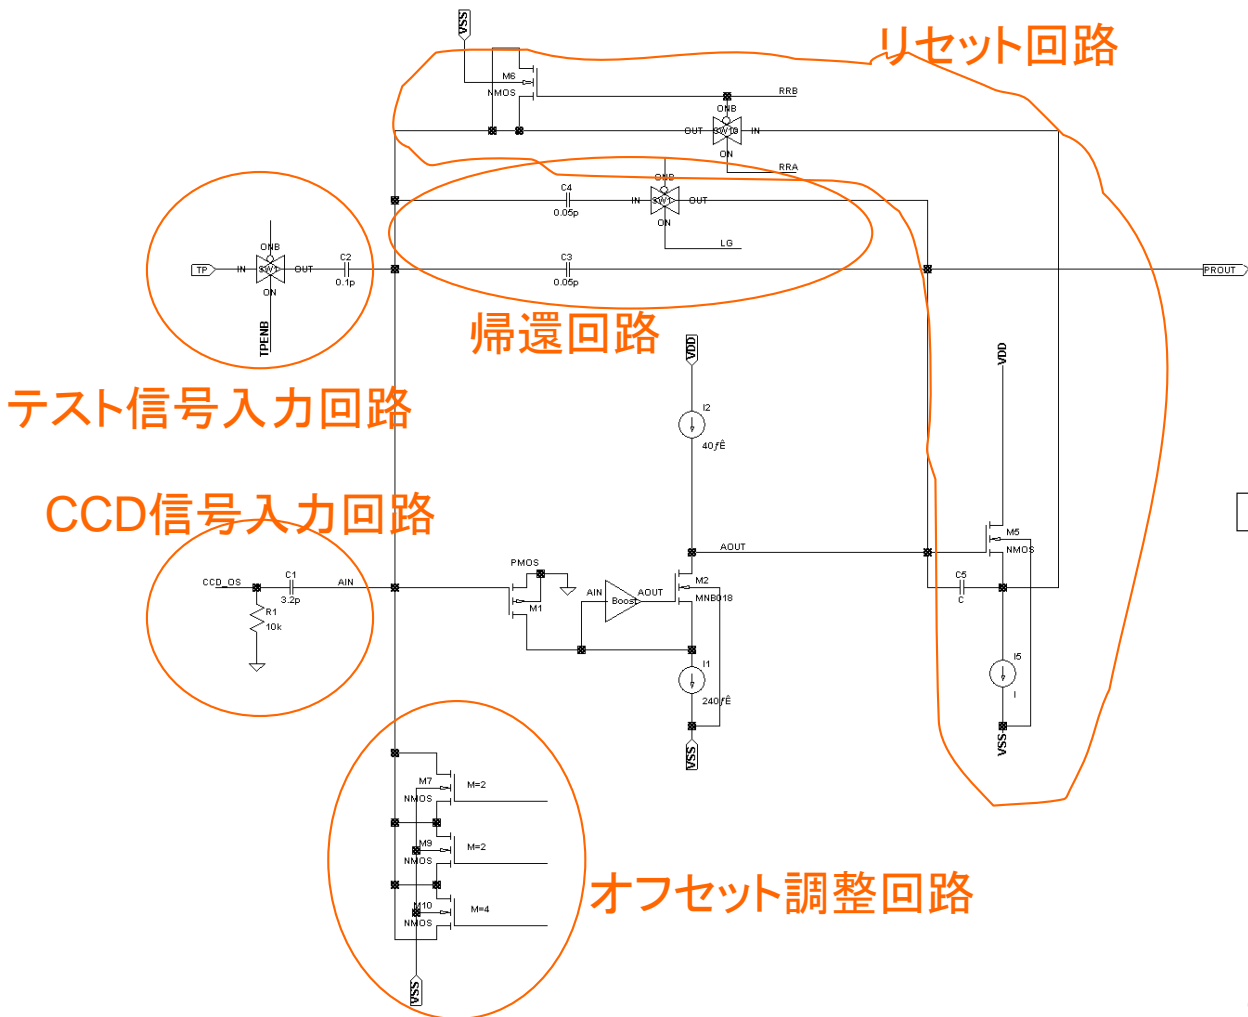 VSS
リセット回路
M6
NMOS
RRB
ONB
OUT
SW10
IN
ON
RRA
ONB
C4
IN
SW1
OUT
0.05p
ON
LG
ONB
C2
C3
TP
IN
SW1
OUT
PROUT
0.1p
0.05p
ON
TPENB
帰還回路
VDD
VDD
テスト信号入力回路
I2
40ƒÊ
CCD信号入力回路
M5
AOUT
NMOS
PMOS
CCD_OS
C1
AIN
C5
M2
AIN
AOUT
Boost
MNB018
3.2p
C
M1
R1
10k
I1
I5
240ƒÊ
I
VSS
VSS
M7
M=2
NMOS
M9
M=2
NMOS
オフセット調整回路
M10
M=4
NMOS
VSS